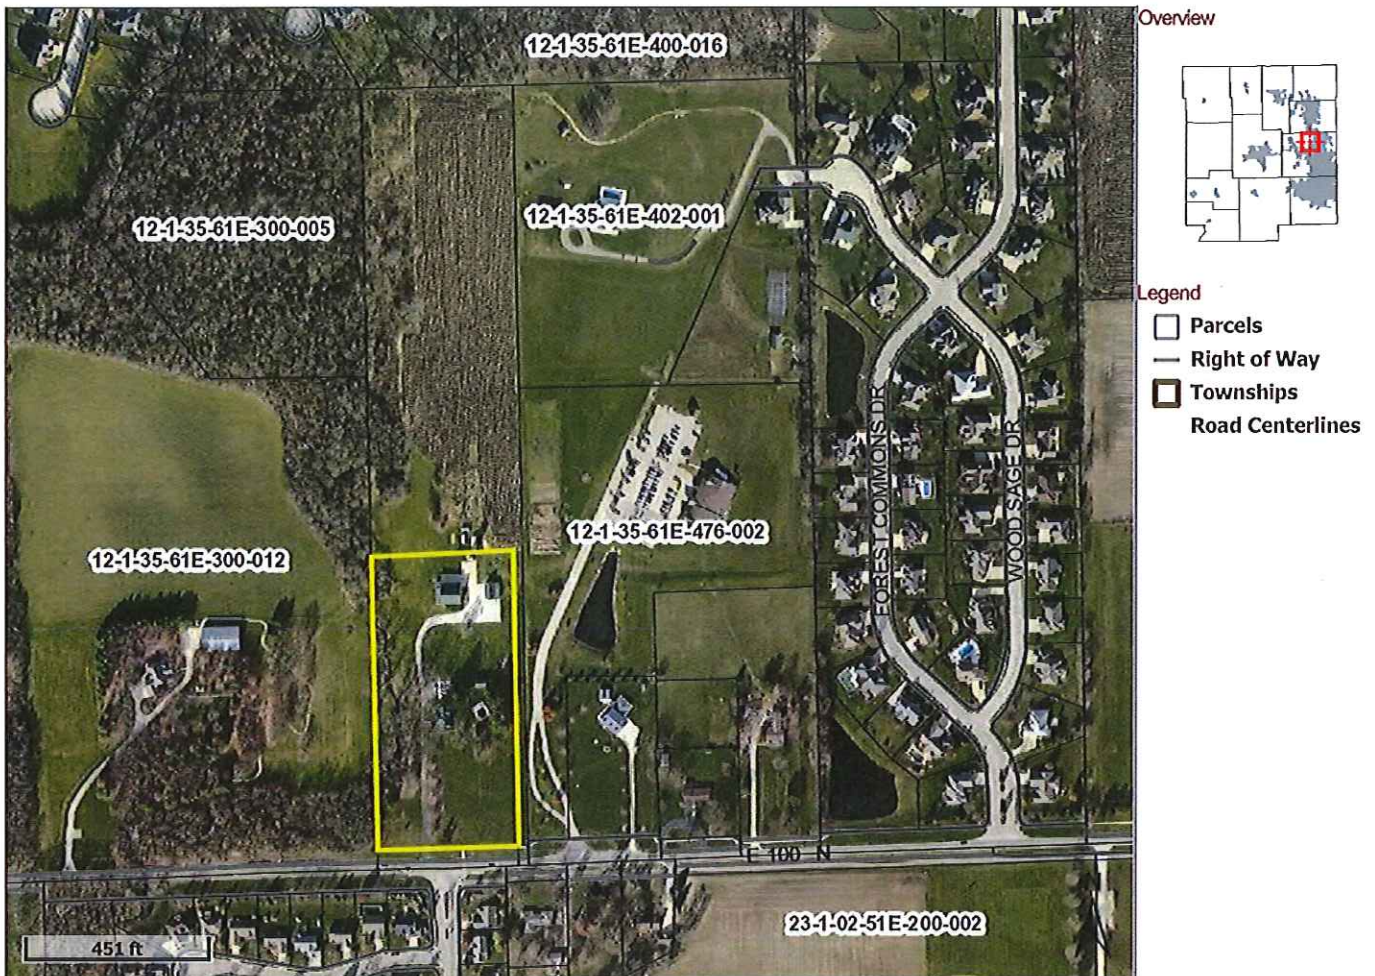 Overview
12-1-35-61E-400-016
12-1-35-61E-300-005
12-1-35-61E-402-001
Legend
Parcels
Right of Way
Townships
Road Centerlines
FOREST COMMONS DR
WOOD SAGE DR
12-1-35-61E-476-002
12-1-35-61E-300-012
E 100 N
23-1-02-51E-200-002
451 ft